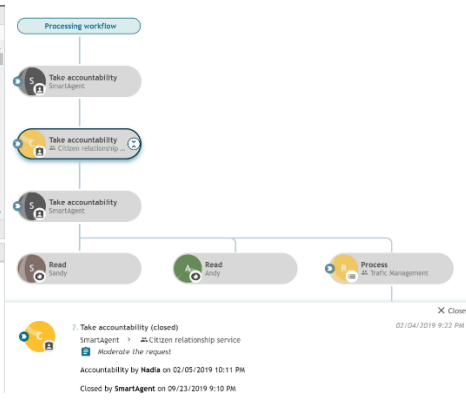 Processing workflow
S
Take accountability
SmartAgent
C
Take accountability
Citizen relationship ...
S
Take accountability
SmartAgent
S
Read
Sandy
A
Read
Andy
R
Process
Trafic Management
X Close
C
7. Take accountability (closed)
02/04/2019 9:22 PM
SmartAgent > Citizen relationship service
Moderate the request
Accountability by Nadia on 02/05/2019 10:11 PM
Closed by SmartAgent on 09/23/2019 9:10 PM